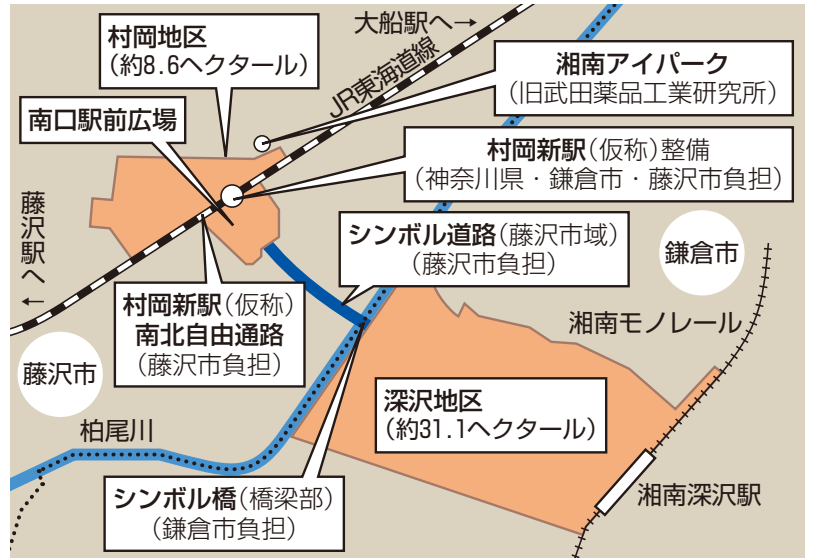 大船駅へ→
村岡地区
(約8.6ヘクタール)
JR東海道線
湘南アイパーク
(旧武田薬品工業研究所)
南口駅前広場
村岡新駅(仮称)整備
(神奈川県・鎌倉市・藤沢市負担)
藤沢駅へ←
シンボル道路(藤沢市域)
(藤沢市負担)
鎌倉市
村岡新駅(仮称)
南北自由通路
(藤沢市負担)
湘南モノレール
藤沢市
深沢地区
(約31.1ヘクタール)
柏尾川
シンボル橋(橋梁部)
(鎌倉市負担)
湘南深沢駅